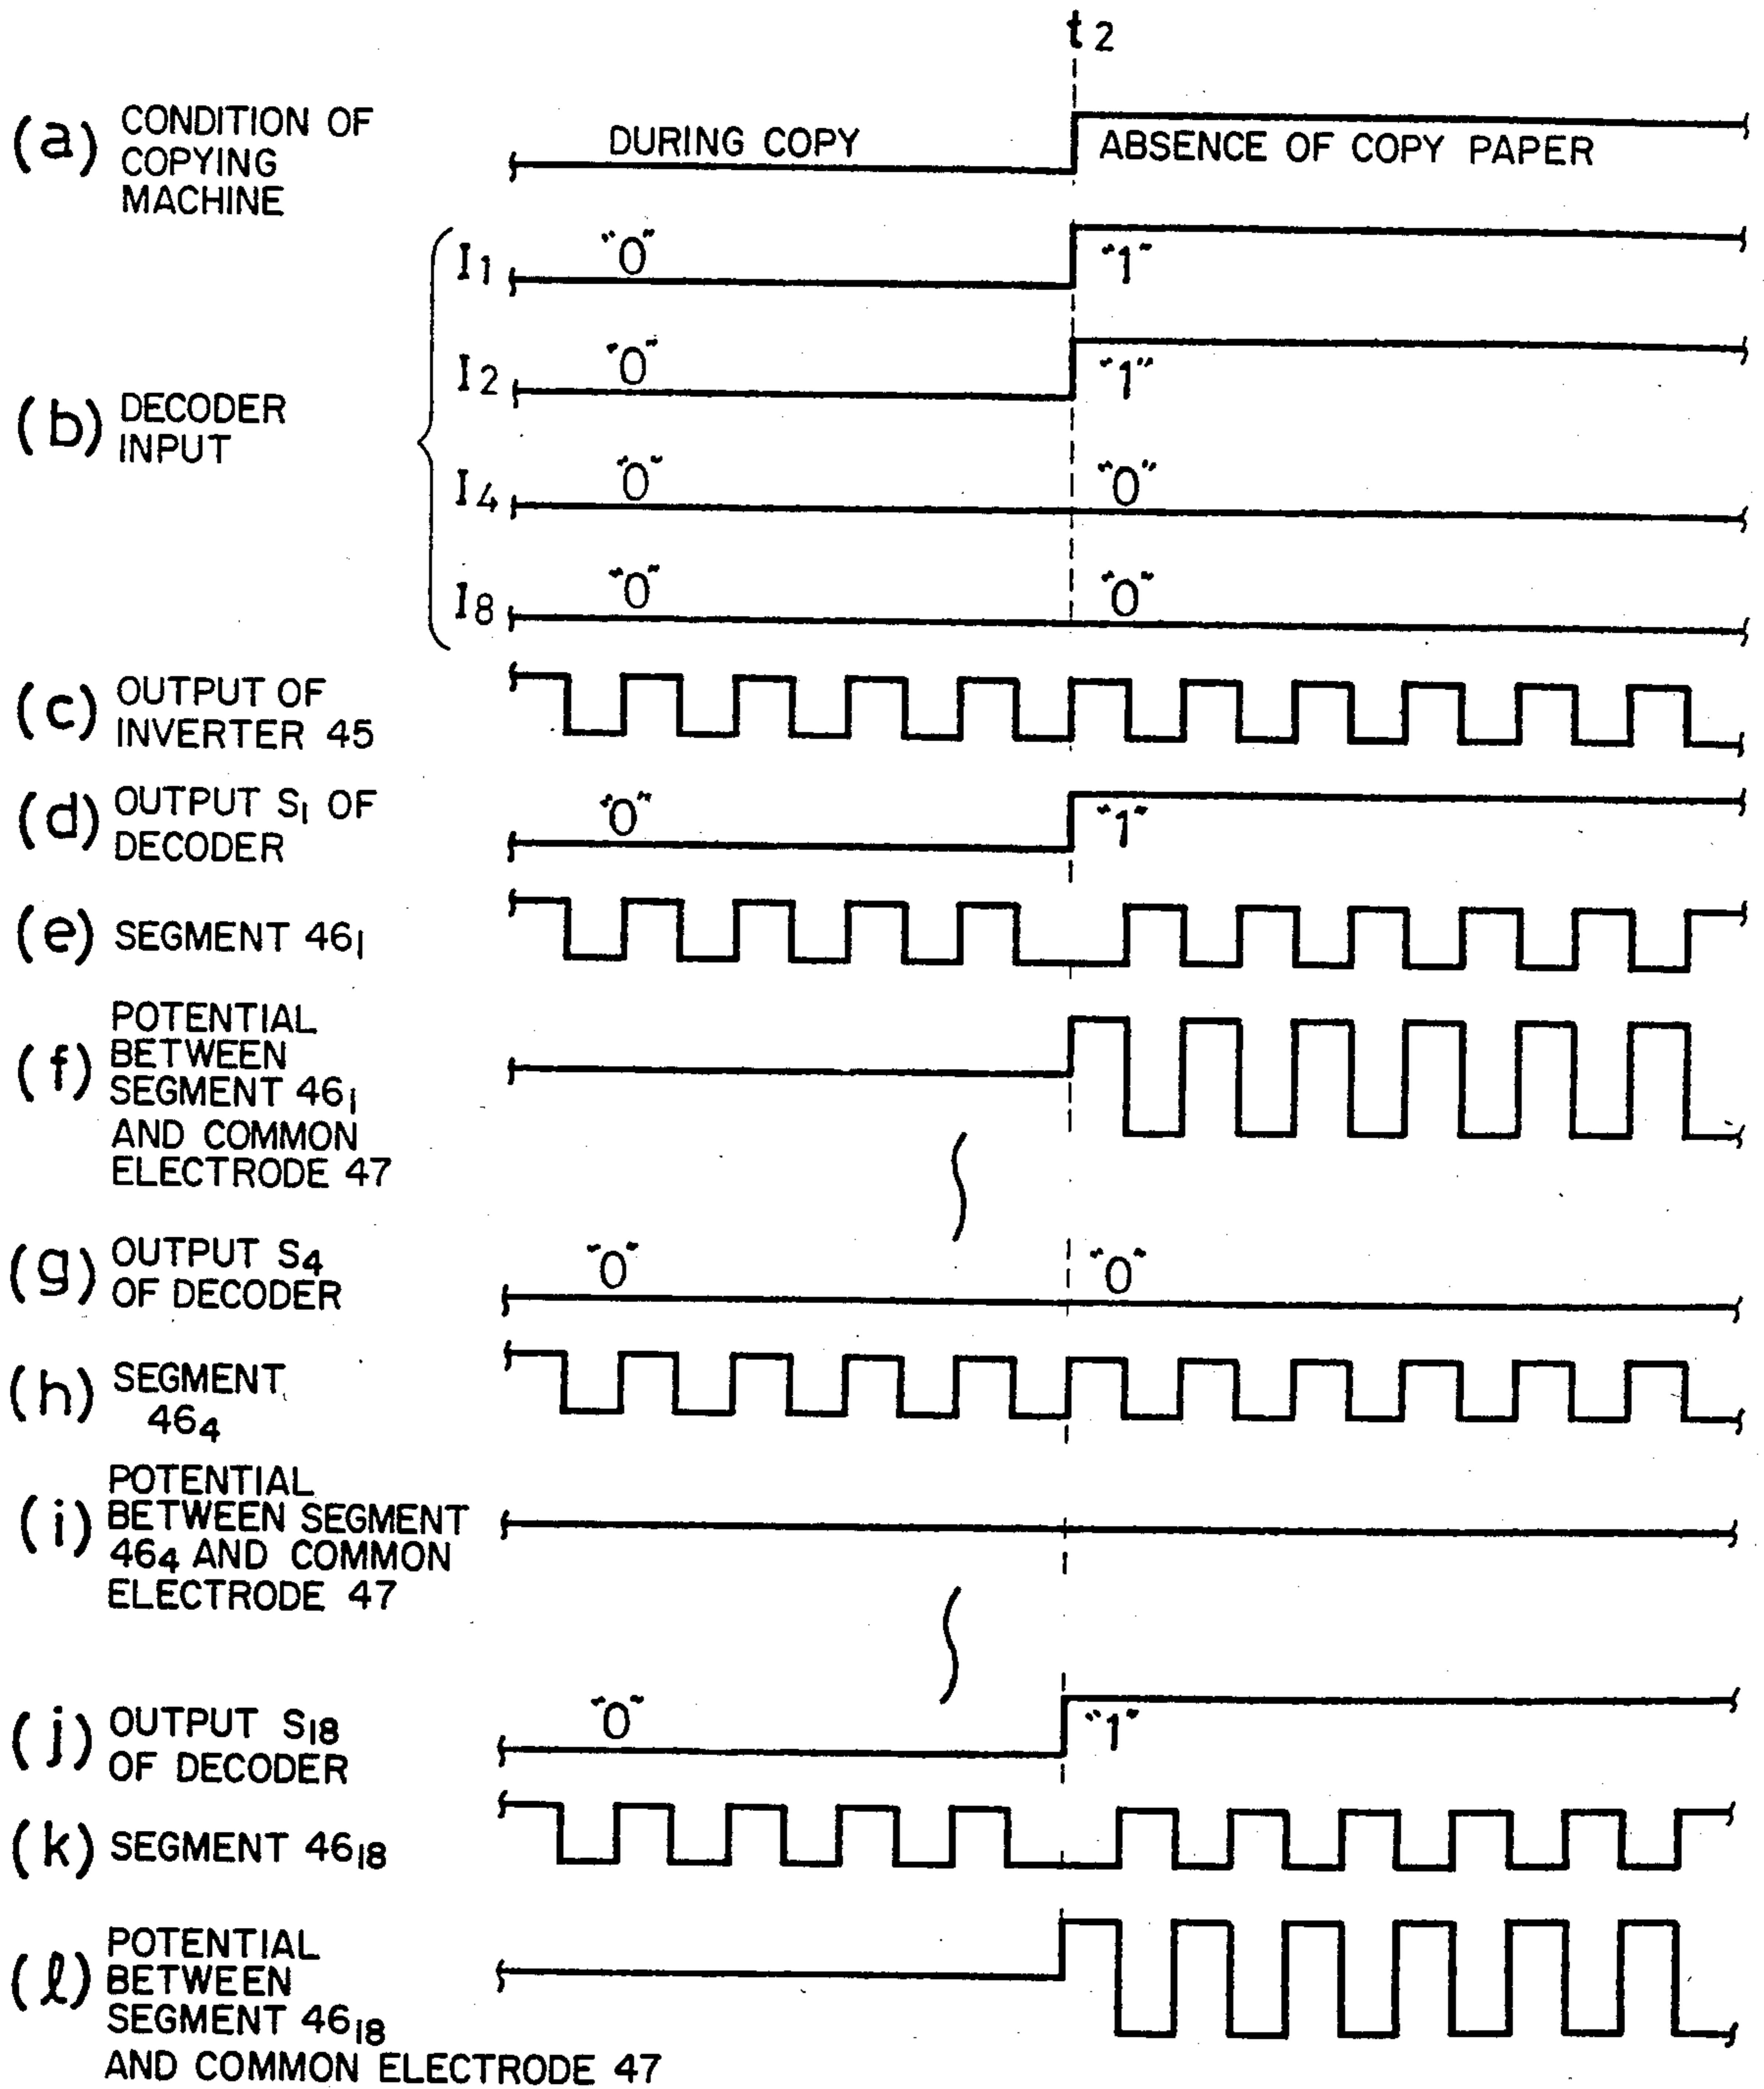 t2
(a) CONDITION OF
COPYING
MACHINE
DURING COPY
ABSENCE OF COPY PAPER
(b) DECODER
INPUT
I1 "0" "1"
I2 "0" "1"
I4 "0" "0"
I8 "0" "0"
(c) OUTPUT OF
INVERTER 45
(d) OUTPUT S1 OF
DECODER
"0" "1"
(e) SEGMENT 461
(f) POTENTIAL
BETWEEN
SEGMENT 461
AND COMMON
ELECTRODE 47
(g) OUTPUT S4
OF DECODER
"0" "0"
(h) SEGMENT
464
(i) POTENTIAL
BETWEEN SEGMENT
464 AND COMMON
ELECTRODE 47
(j) OUTPUT S18
OF DECODER
"0" "1"
(k) SEGMENT 4618
(l) POTENTIAL
BETWEEN
SEGMENT 4618
AND COMMON ELECTRODE 47